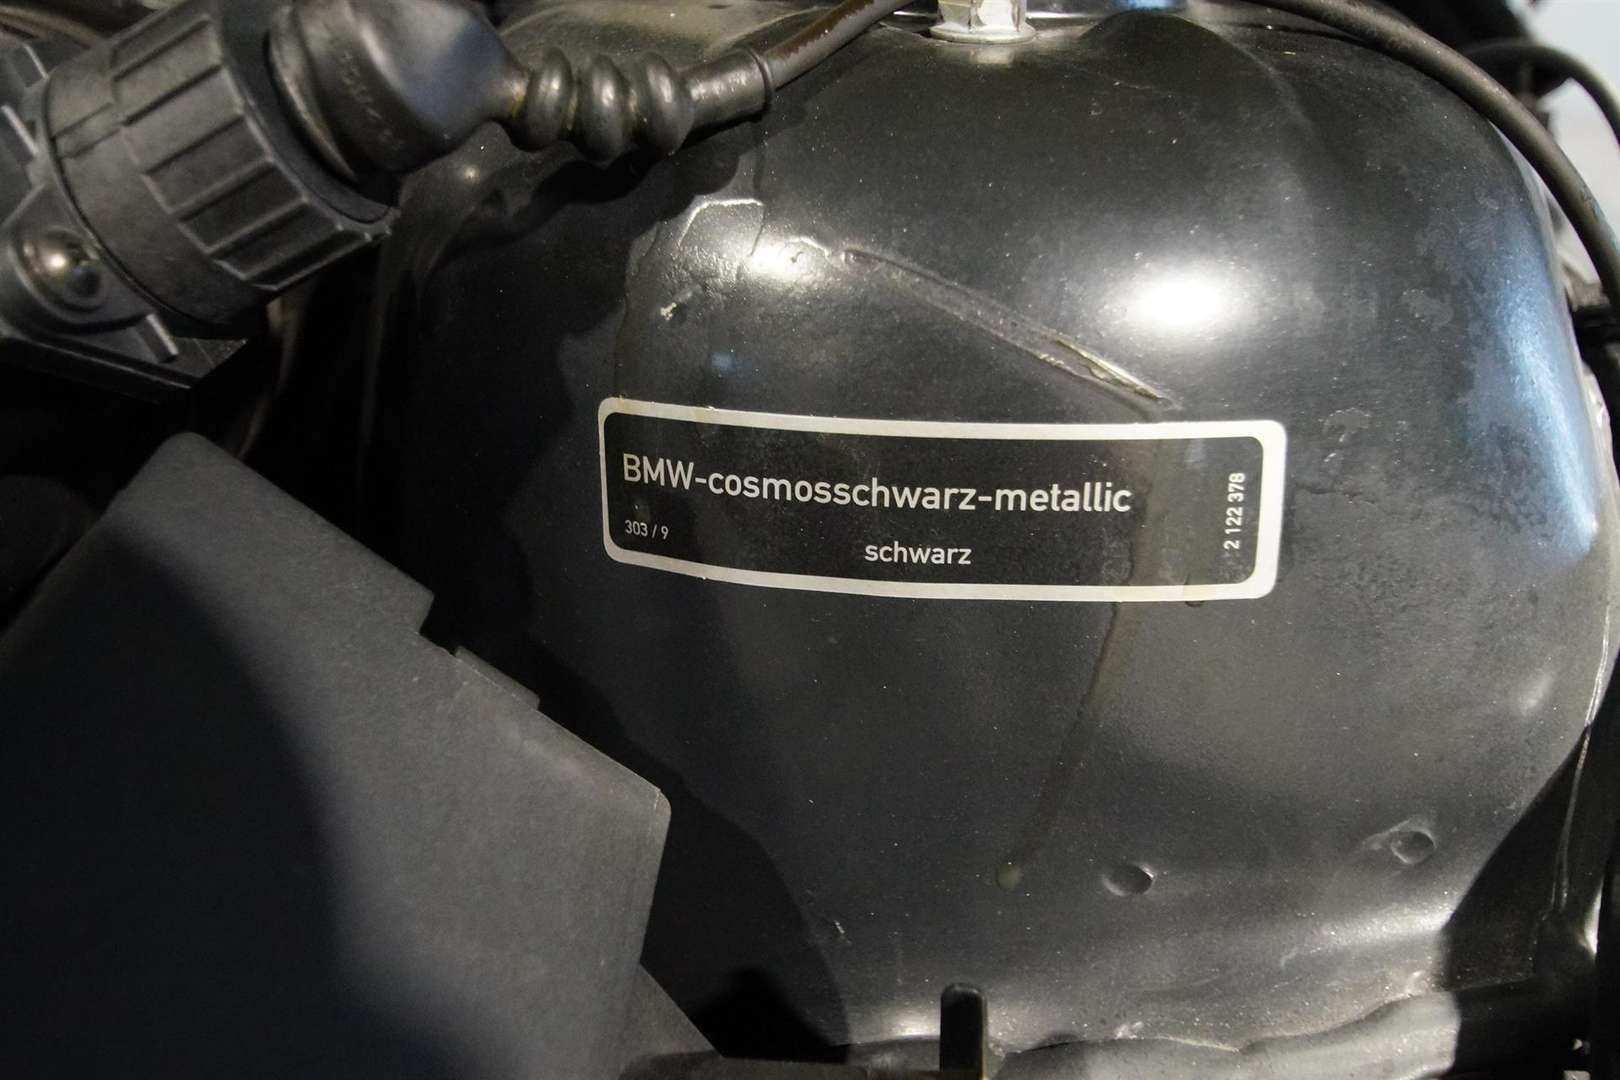 BMW-cosmosschwarz-metallic
303 / 9
schwarz
2 122 378